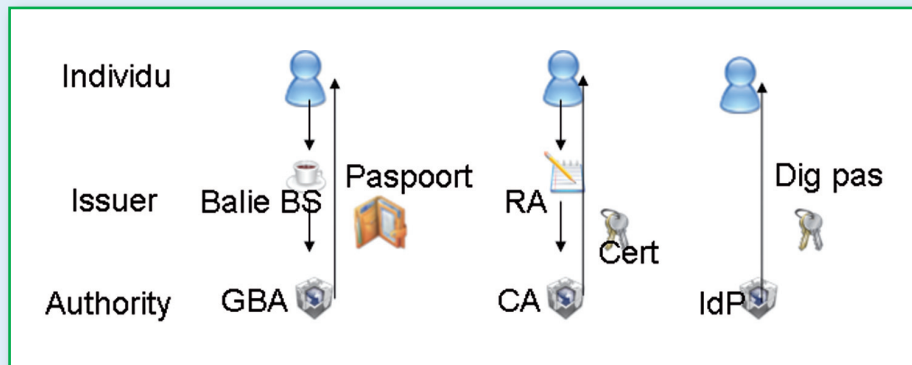 Individu
Issuer
Balie BS
Paspoort
RA
Cert
Dig pas
Authority
GBA
CA
IdP